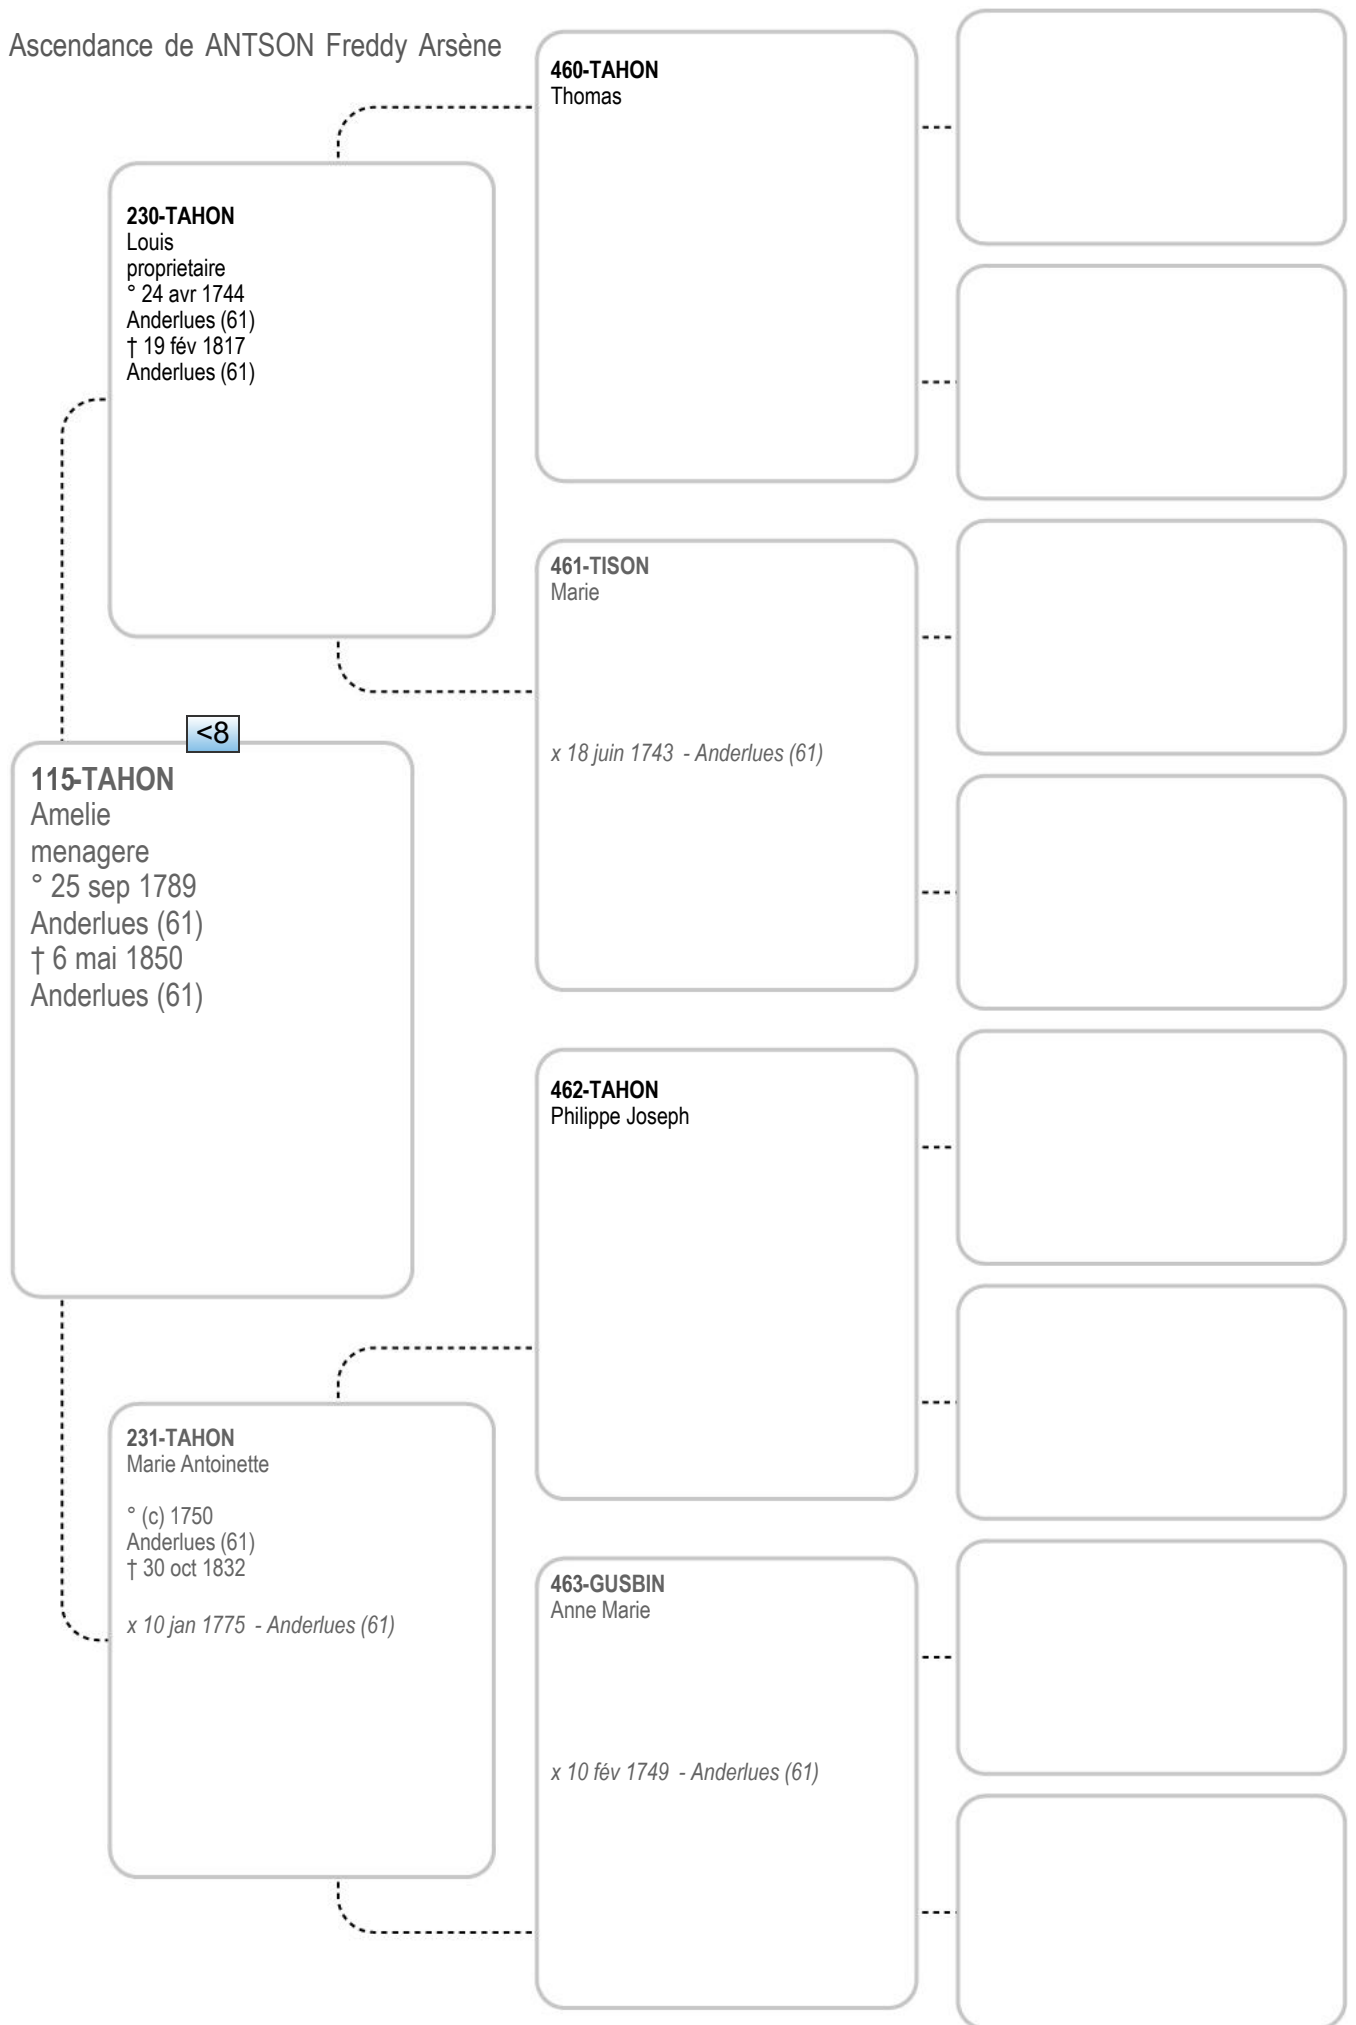 Ascendance de ANTSON Freddy Arsène
460-TAHON
Thomas
230-TAHON
Louis
proprietaire
° 24 avr 1744
Anderlues (61)
† 19 fév 1817
Anderlues (61)
461-TISON
Marie
x 18 juin 1743 - Anderlues (61)
<8
115-TAHON
Amelie
menagere
° 25 sep 1789
Anderlues (61)
† 6 mai 1850
Anderlues (61)
462-TAHON
Philippe Joseph
231-TAHON
Marie Antoinette
° (c) 1750
Anderlues (61)
† 30 oct 1832
x 10 jan 1775 - Anderlues (61)
463-GUSBIN
Anne Marie
x 10 fév 1749 - Anderlues (61)